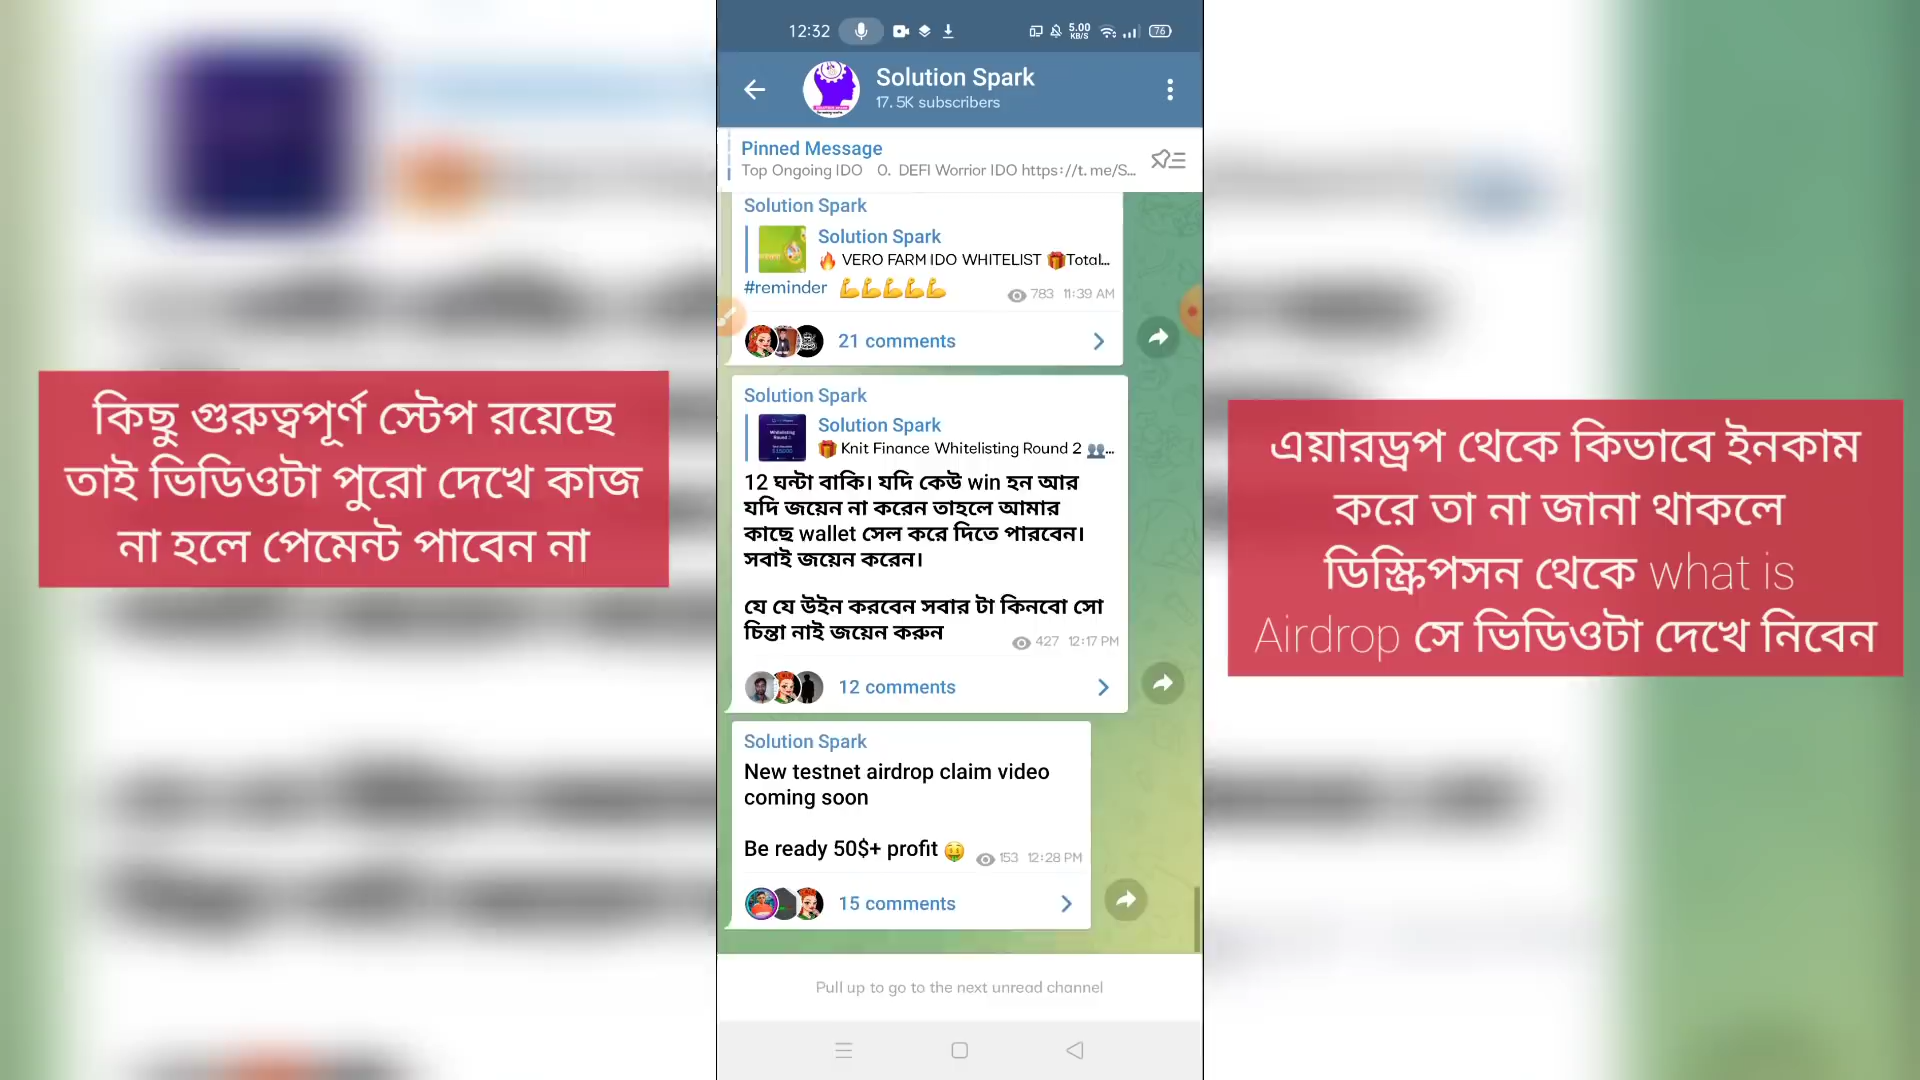 12:32
5.00
KB/S
76
Solution Spark
17.5K subscribers
Pinned Message
Top Ongoing IDO 0. DEFI Worrior IDO https://t.me/S...
Solution Spark
Solution Spark
🔥 VERO FARM IDO WHITELIST 🎁Total...
#reminder 💪💪💪💪💪
783 11:39 AM
21 comments
Solution Spark
Solution Spark
🎁 Knit Finance Whitelisting Round 2 👥...
12 ঘন্টা বাকি। যদি কেউ win হন আর
যদি জয়েন না করেন তাহলে আমার
কাছে wallet সেল করে দিতে পারবেন।
সবাই জয়েন করেন।
যে যে উইন করবেন সবার টা কিনবো সো
চিন্তা নাই জয়েন করুন
427 12:17 PM
12 comments
Solution Spark
New testnet airdrop claim video
coming soon
Be ready 50$+ profit 🤑
153 12:28 PM
15 comments
Pull up to go to the next unread channel
কিছু গুরুত্বপূর্ণ স্টেপ রয়েছে
তাই ভিডিওটা পুরো দেখে কাজ
না হলে পেমেন্ট পাবেন না
এয়ারড্রপ থেকে কিভাবে ইনকাম
করে তা না জানা থাকলে
ডিস্ক্রিপসন থেকে what is
Airdrop সে ভিডিওটা দেখে নিবেন